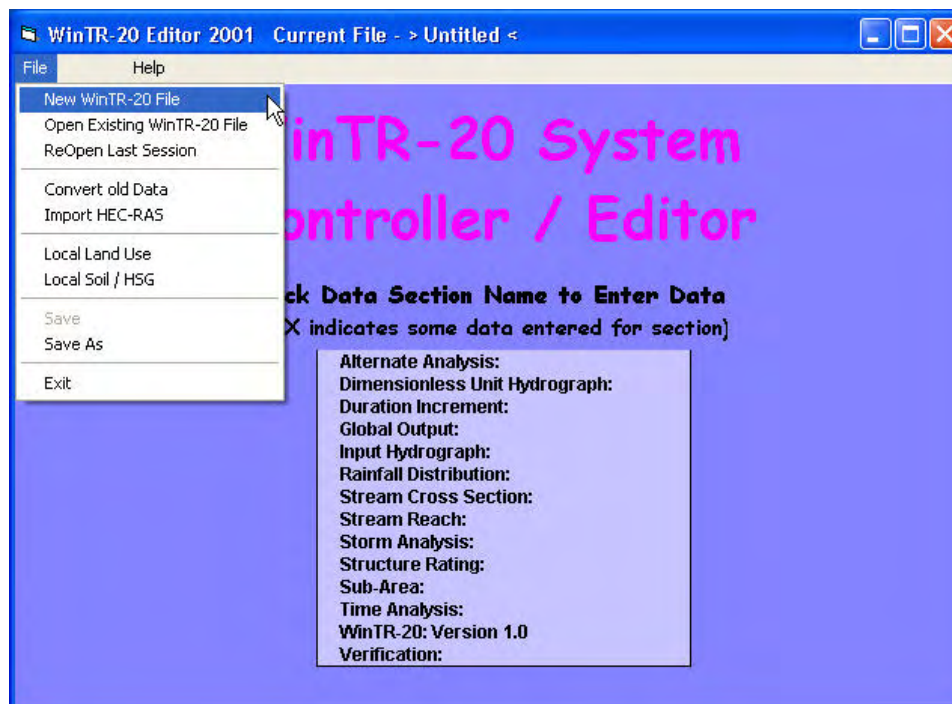 WinTR-20 Editor 2001 Current File - > Untitled <
File Help
New WinTR-20 File
Open Existing WinTR-20 File
ReOpen Last Session
Convert old Data
Import HEC-RAS
Local Land Use
Local Soil / HSG
Save
Save As
Exit
inTR-20 System
ontroller / Editor
ck Data Section Name to Enter Data
X indicates some data entered for section)
Alternate Analysis:
Dimensionless Unit Hydrograph:
Duration Increment:
Global Output:
Input Hydrograph:
Rainfall Distribution:
Stream Cross Section:
Stream Reach:
Storm Analysis:
Structure Rating:
Sub-Area:
Time Analysis:
WinTR-20: Version 1.0
Verification: